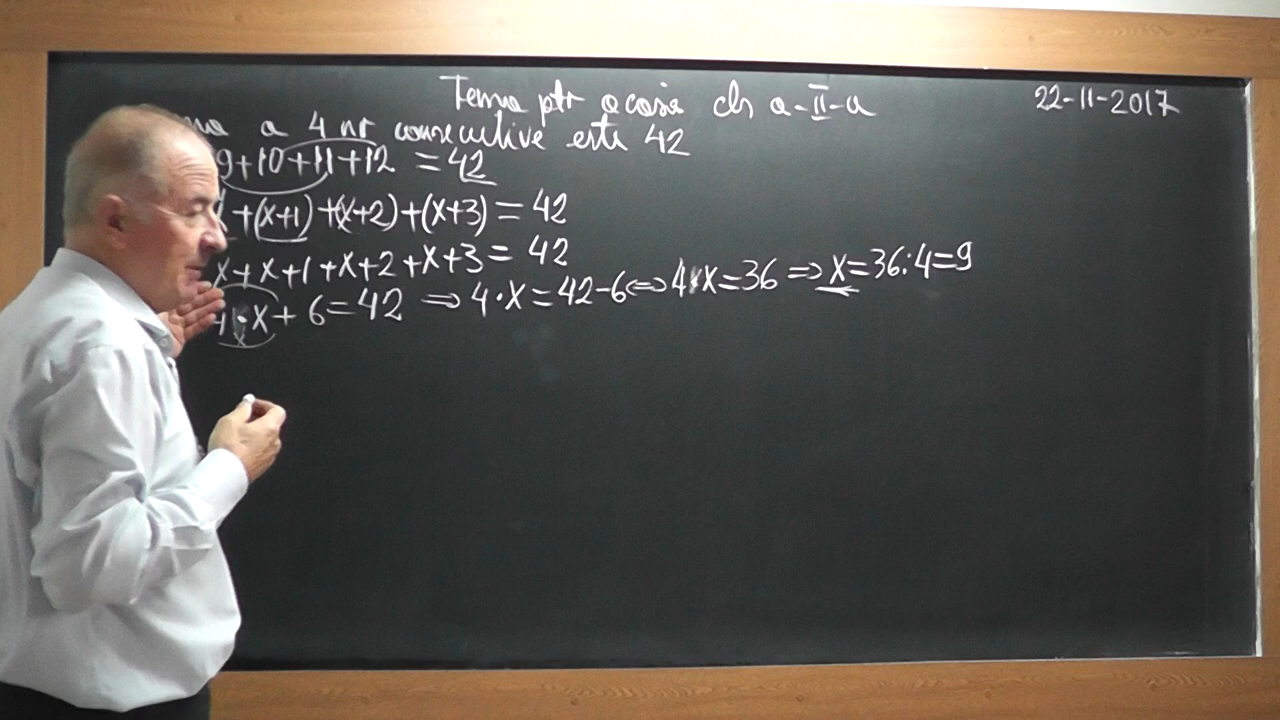 Tema ptr acasă cls a-II-a
22-11-2017
a 4 nr consecutive este 42
9+10+11+12 = 42
+(x+1)+(x+2)+(x+3) = 42
x+x+1+x+2+x+3 = 42
4·x+6=42 ⇒ 4·x=42-6 ⇔ 4·x=36 ⇒ x=36:4=9